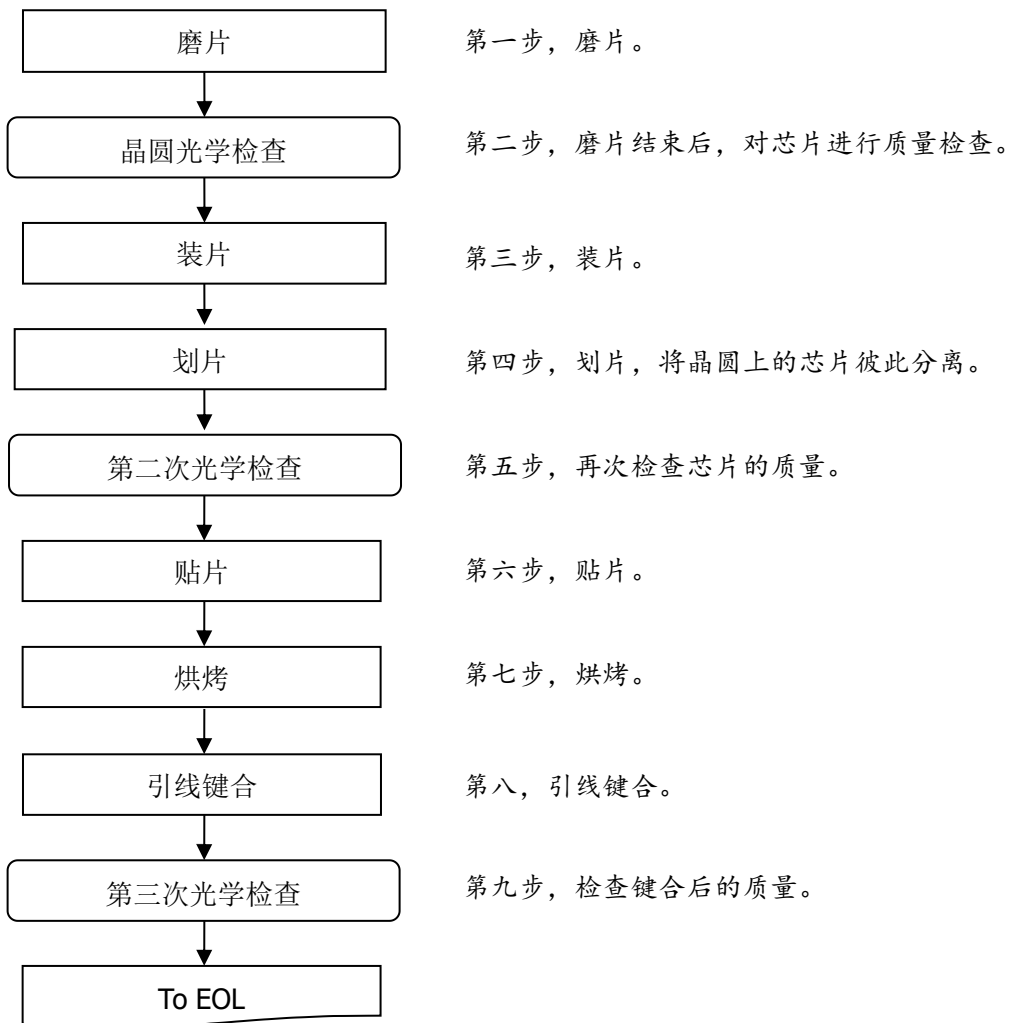 磨片
第一步，磨片。
晶圆光学检查
第二步，磨片结束后，对芯片进行质量检查。
装片
第三步，装片。
划片
第四步，划片，将晶圆上的芯片彼此分离。
第二次光学检查
第五步，再次检查芯片的质量。
贴片
第六步，贴片。
烘烤
第七步，烘烤。
引线键合
第八，引线键合。
第三次光学检查
第九步，检查键合后的质量。
To EOL